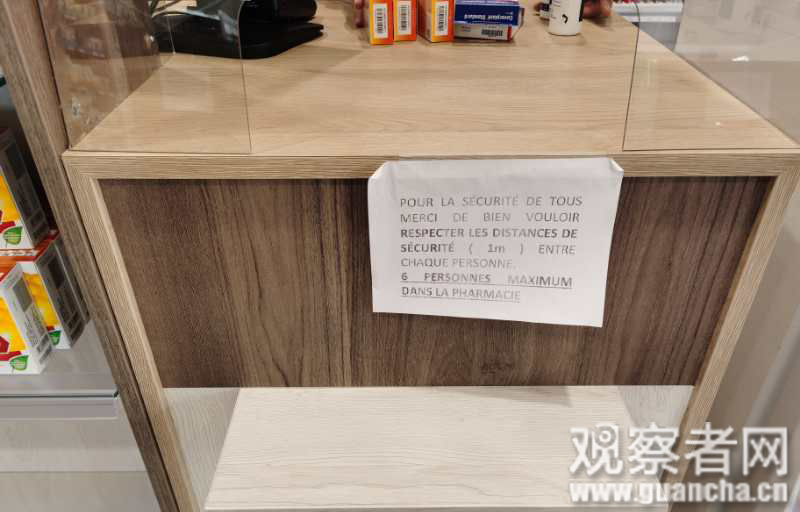 POUR LA SÉCURITÉ DE TOUS
MERCI DE BIEN VOULOIR
RESPECTER LES DISTANCES DE
SÉCURITÉ ( 1m ) ENTRE
CHAQUE PERSONNE.
6 PERSONNES MAXIMUM
DANS LA PHARMACIE
观察者网
www.guancha.cn